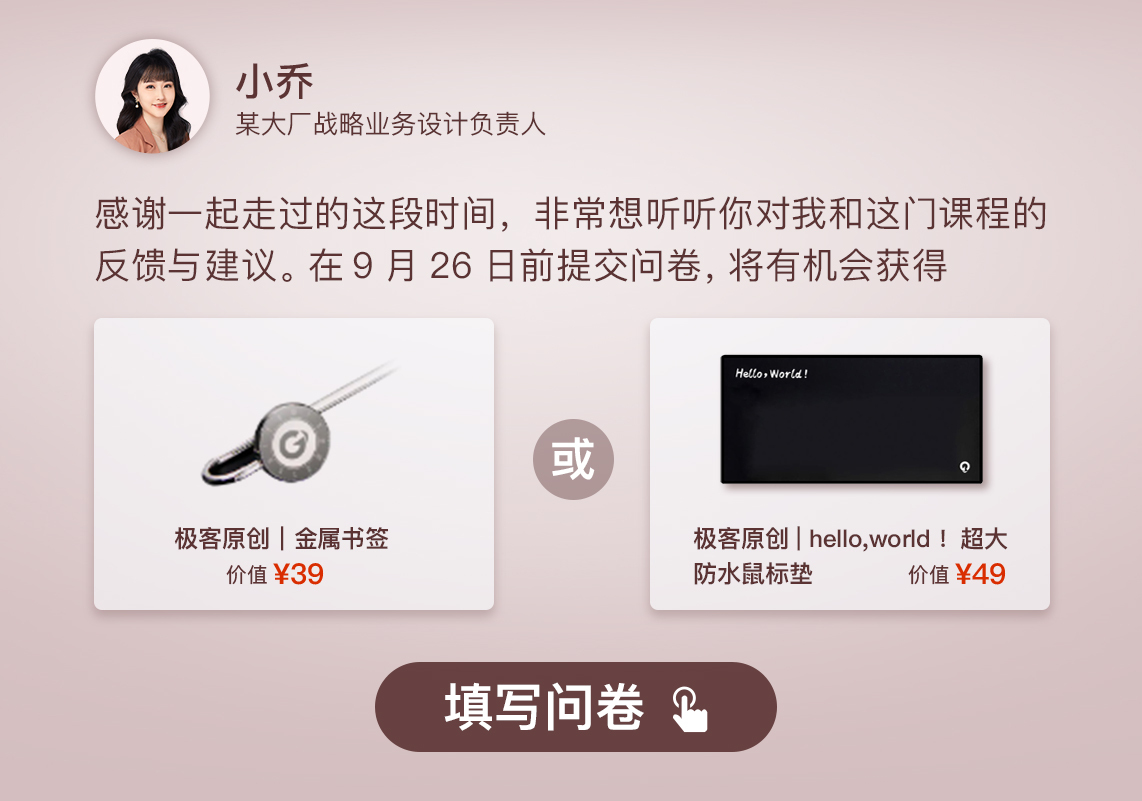 小乔
某大厂战略业务设计负责人
感谢一起走过的这段时间，非常想听听你对我和这门课程的
反馈与建议。在 9 月 26 日前提交问卷，将有机会获得
Hello,World!
或
极客原创｜金属书签
价值 ¥39
极客原创 | hello,world！超大
防水鼠标垫 价值 ¥49
填写问卷